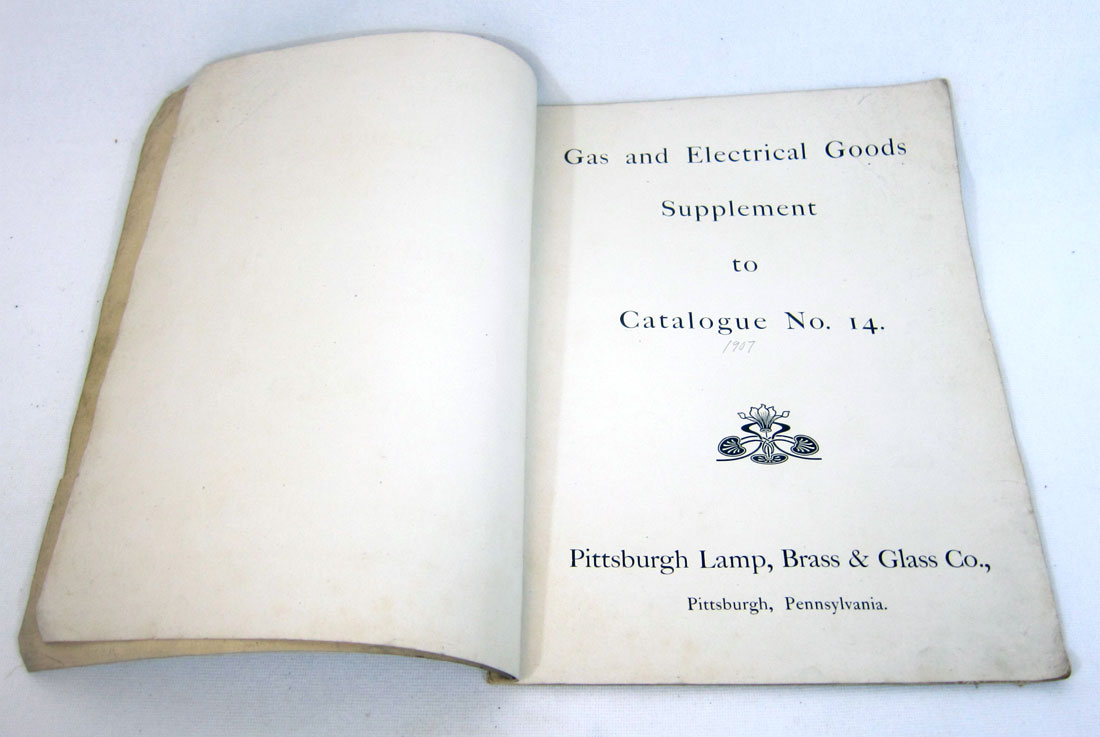 Gas and Electrical Goods
Supplement
to
Catalogue No. 14.
1907
Pittsburgh Lamp, Brass & Glass Co.,
Pittsburgh, Pennsylvania.